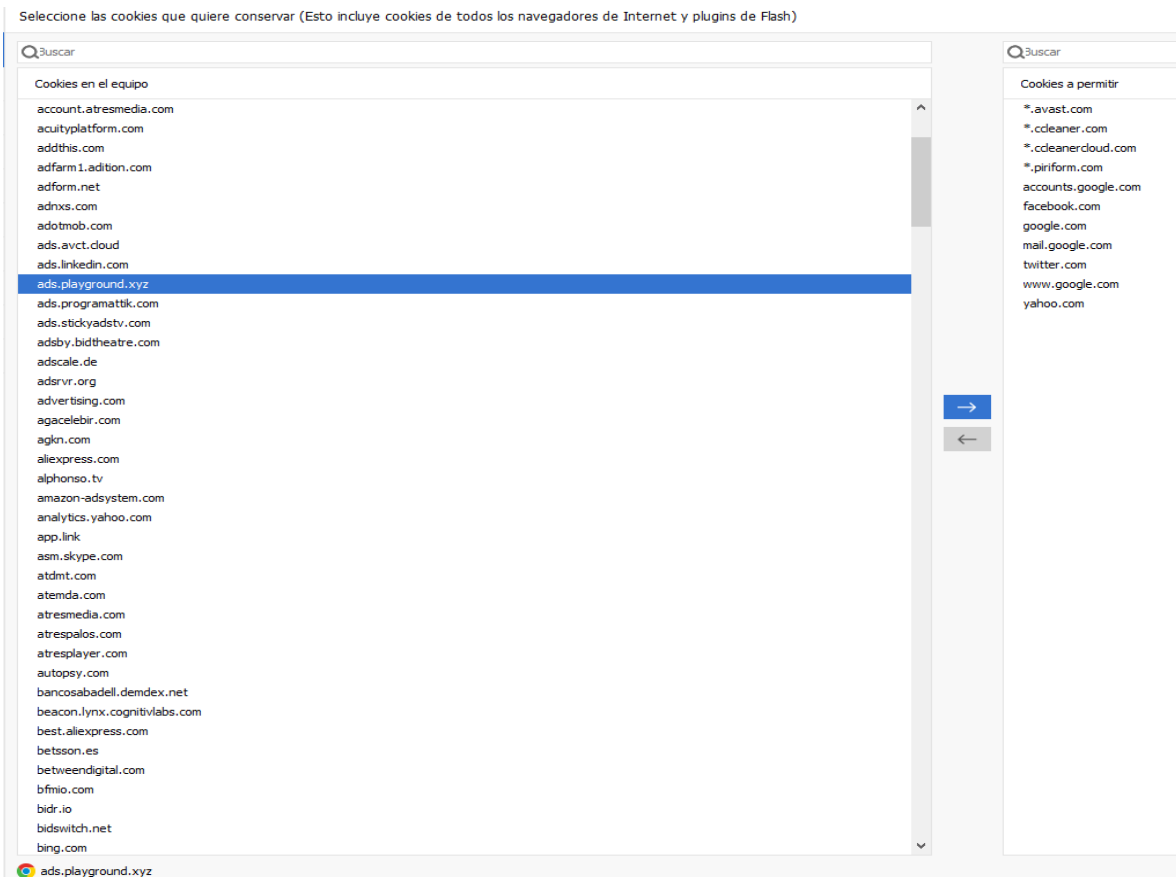 Seleccione las cookies que quiere conservar (Esto incluye cookies de todos los navegadores de Internet y plugins de Flash)
Buscar
Cookies en el equipo
account.atresmedia.com
acuityplatform.com
addthis.com
adfarm1.adition.com
adform.net
adnxs.com
adotmob.com
ads.avct.cloud
ads.linkedin.com
ads.playground.xyz
ads.programattik.com
ads.stickyadstv.com
adsby.bidtheatre.com
adscale.de
adsrvr.org
advertising.com
agacelebir.com
agkn.com
aliexpress.com
alphonso.tv
amazon-adsystem.com
analytics.yahoo.com
app.link
asm.skype.com
atdmt.com
atemda.com
atresmedia.com
atrespalos.com
atresplayer.com
autopsy.com
bancosabadell.demdex.net
beacon.lynx.cognitivlabs.com
best.aliexpress.com
betsson.es
betweendigital.com
bfmio.com
bidr.io
bidswitch.net
bing.com
ads.playground.xyz
Buscar
Cookies a permitir
*.avast.com
*.ccleaner.com
*.ccleanercloud.com
*.piriform.com
accounts.google.com
facebook.com
google.com
mail.google.com
twitter.com
www.google.com
yahoo.com